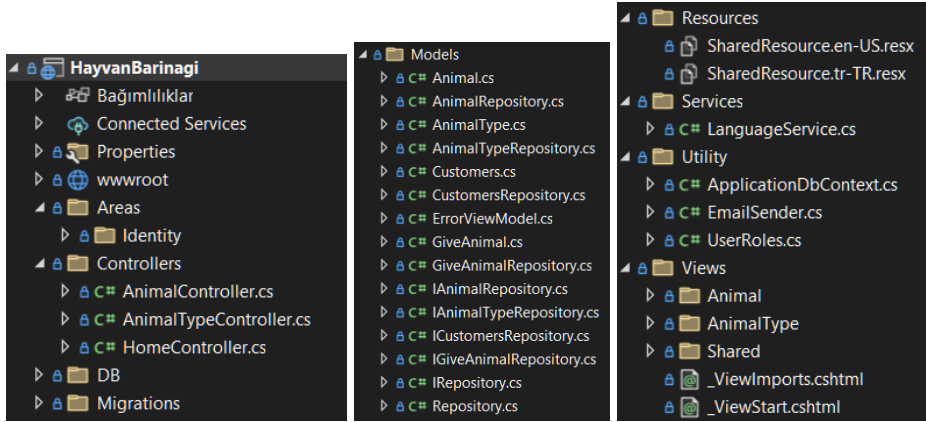 HayvanBarinagi
Bağımlılıklar
Connected Services
Properties
wwwroot
Areas
Identity
Controllers
C# AnimalController.cs
C# AnimalTypeController.cs
C# HomeController.cs
DB
Migrations
Models
C# Animal.cs
C# AnimalRepository.cs
C# AnimalType.cs
C# AnimalTypeRepository.cs
C# Customers.cs
C# CustomersRepository.cs
C# ErrorViewModel.cs
C# GiveAnimal.cs
C# GiveAnimalRepository.cs
C# IAnimalRepository.cs
C# IAnimalTypeRepository.cs
C# ICustomersRepository.cs
C# IGiveAnimalRepository.cs
C# IRepository.cs
C# Repository.cs
Resources
SharedResource.en-US.resx
SharedResource.tr-TR.resx
Services
C# LanguageService.cs
Utility
C# ApplicationDbContext.cs
C# EmailSender.cs
C# UserRoles.cs
Views
Animal
AnimalType
Shared
_ViewImports.cshtml
_ViewStart.cshtml